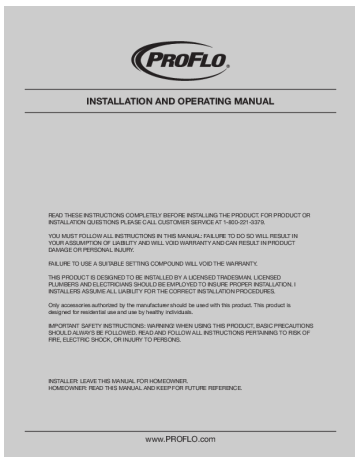 PROFLO®
INSTALLATION AND OPERATING MANUAL
READ THESE INSTRUCTIONS COMPLETELY BEFORE INSTALLING THE PRODUCT. FOR PRODUCT OR
INSTALLATION QUESTIONS PLEASE CALL CUSTOMER SERVICE AT 1-800-221-3379.
YOU MUST FOLLOW ALL INSTRUCTIONS IN THIS MANUAL: FAILURE TO DO SO WILL RESULT IN
YOUR ASSUMPTION OF LIABILITY AND WILL VOID WARRANTY AND CAN RESULT IN PRODUCT
DAMAGE OR PERSONAL INJURY.
FAILURE TO USE A SUITABLE SETTING COMPOUND WILL VOID THE WARRANTY.
THIS PRODUCT IS DESIGNED TO BE INSTALLED BY A LICENSED TRADESMAN, LICENSED
PLUMBERS AND ELECTRICIANS SHOULD BE EMPLOYED TO INSURE PROPER INSTALLATION. I
INSTALLERS ASSUME ALL LIABILITY FOR THE CORRECT INSTALLATION PROCEDURES.
Only accessories authorized by the manufacturer should be used with this product. This product is
designed for residential use and use by healthy individuals.
IMPORTANT SAFETY INSTRUCTIONS: WARNING! WHEN USING THIS PRODUCT, BASIC PRECAUTIONS
SHOULD ALWAYS BE FOLLOWED. READ AND FOLLOW ALL INSTRUCTIONS PERTAINING TO RISK OF
FIRE, ELECTRIC SHOCK, OR INJURY TO PERSONS.
INSTALLER: LEAVE THIS MANUAL FOR HOMEOWNER.
HOMEOWNER: READ THIS MANUAL AND KEEP FOR FUTURE REFERENCE.
www.PROFLO.com